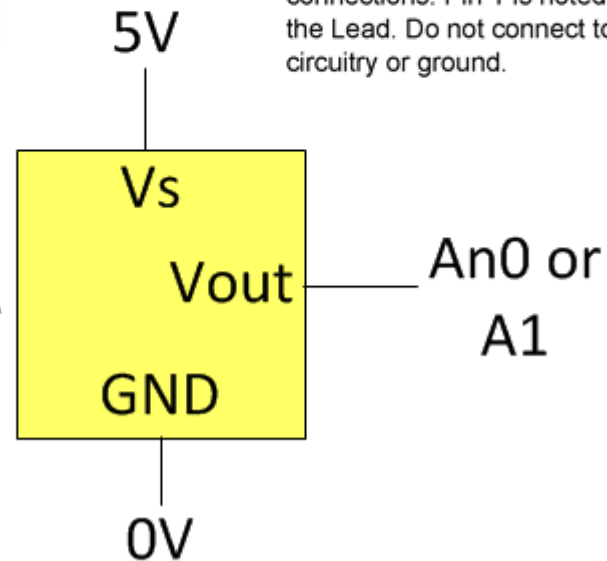 5V
the Lead. Do not connect to
circuitry or ground.
Vs
Vout
An0 or
A1
GND
0V